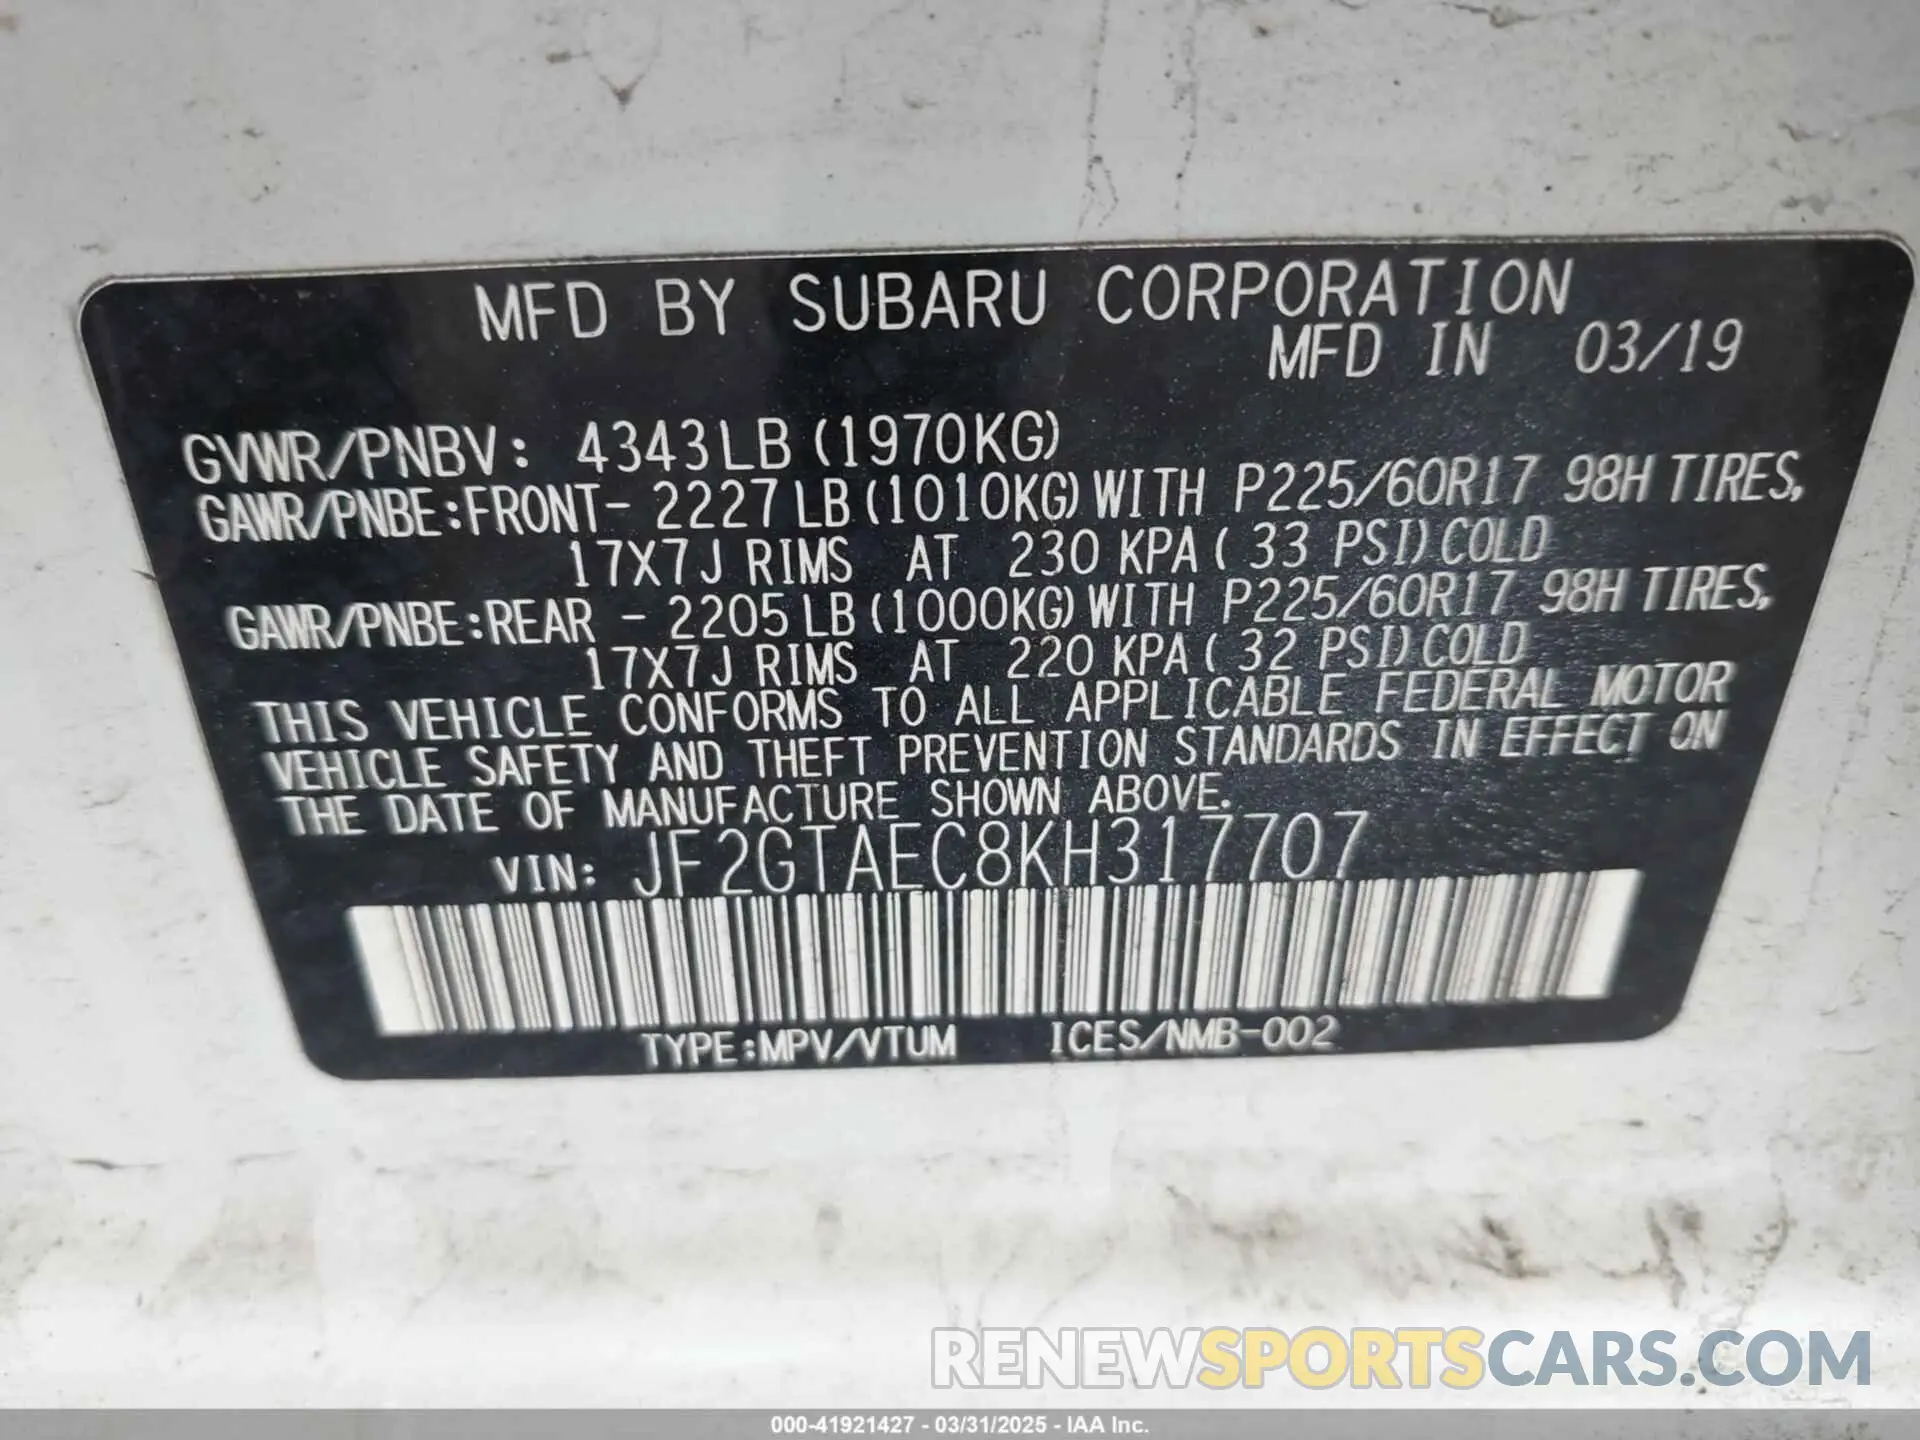 MFD BY SUBARU CORPORATION
MFD IN 03/19
GVWR/PNBV: 4343LB (1970KG)
GAWR/PNBE:FRONT- 2227 LB (1010KG) WITH P225/60R17 98H TIRES,
17X7J RIMS AT 230 KPA ( 33 PSI) COLD
GAWR/PNBE:REAR - 2205 LB (1000KG) WITH P225/60R17 98H TIRES,
17X7J RIMS AT 220 KPA ( 32 PSI) COLD
THIS VEHICLE CONFORMS TO ALL APPLICABLE FEDERAL MOTOR
VEHICLE SAFETY AND THEFT PREVENTION STANDARDS IN EFFECT ON
THE DATE OF MANUFACTURE SHOWN ABOVE.
VIN: JF2GTAEC8KH317707
TYPE:MPV/VTUM ICES/NMB-002
RENEWSPORTSCARS.COM
000-41921427 - 03/31/2025 - IAA Inc.